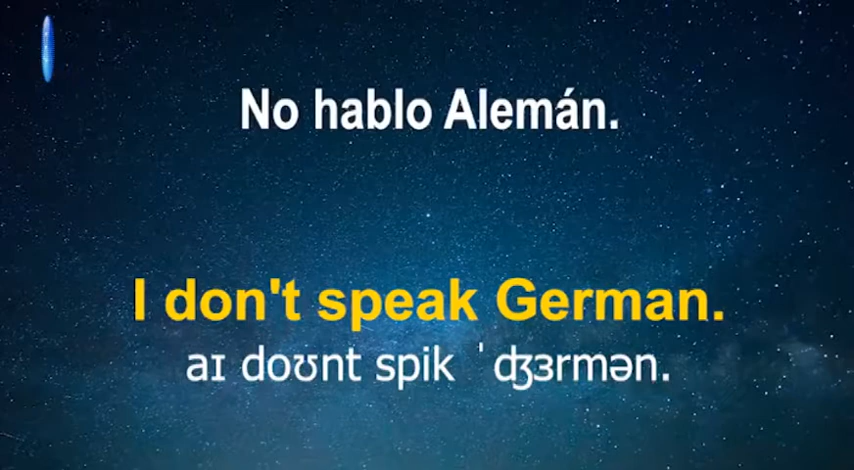 No hablo Alemán.
I don't speak German.
aɪ doʊnt spik ˈʤɜrmən.